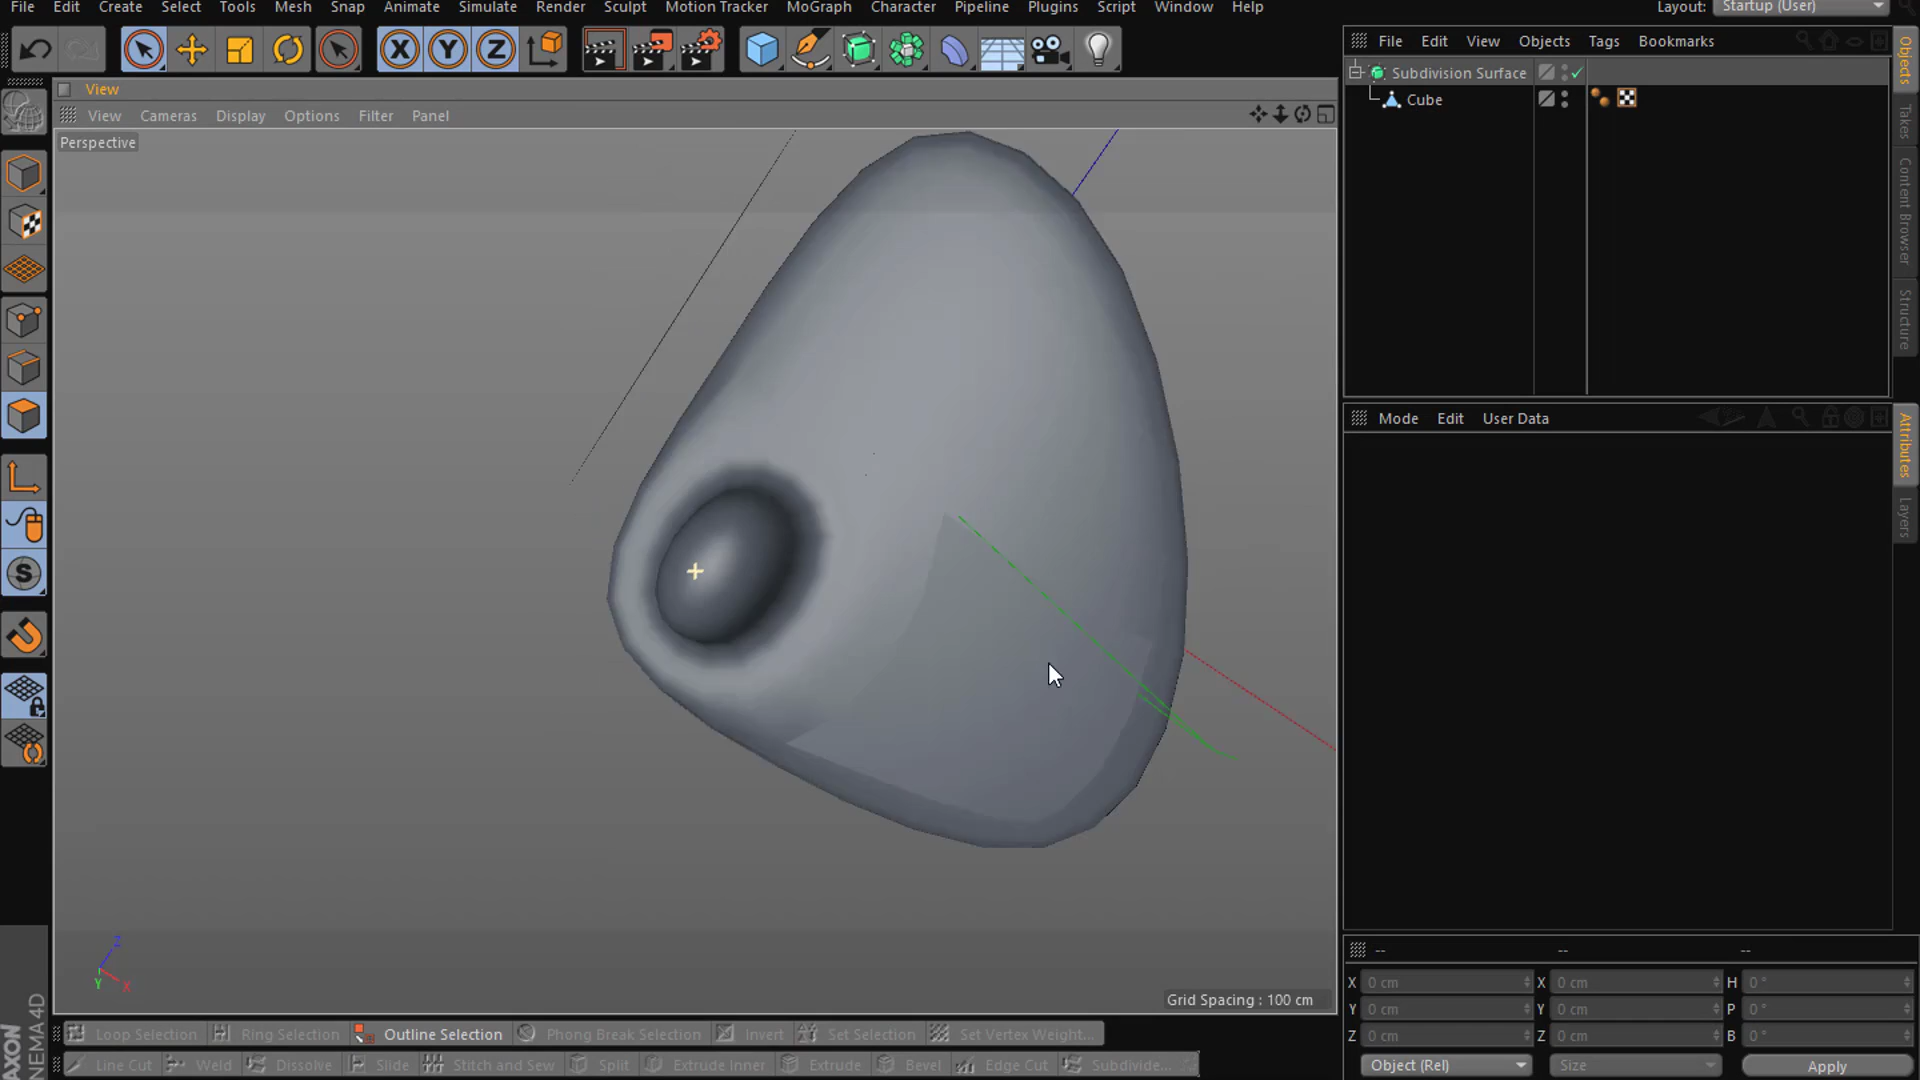 File Edit Create Select Tools Mesh Snap Animate Simulate Render Sculpt Motion Tracker MoGraph Character Pipeline Plugins Script Window Help Layout: Startup (User)
X Y Z
File Edit View Objects Tags Bookmarks
Objects
Takes
Content Browser
Structure
Subdivision Surface
Cube
View
View Cameras Display Options Filter Panel
Perspective
Mode Edit User Data
Attributes
Layers
S
Z
Y X
Grid Spacing : 100 cm
-- -- --
X 0 cm X 0 cm H 0 °
Y 0 cm Y 0 cm P 0 °
Z 0 cm Z 0 cm B 0 °
Object (Rel) Size Apply
Loop Selection Ring Selection Outline Selection Phong Break Selection Invert Set Selection Set Vertex Weight...
Line Cut Weld Dissolve Slide Stitch and Sew Split Extrude Inner Extrude Bevel Edge Cut Subdivide...
AXON
NEMA4D